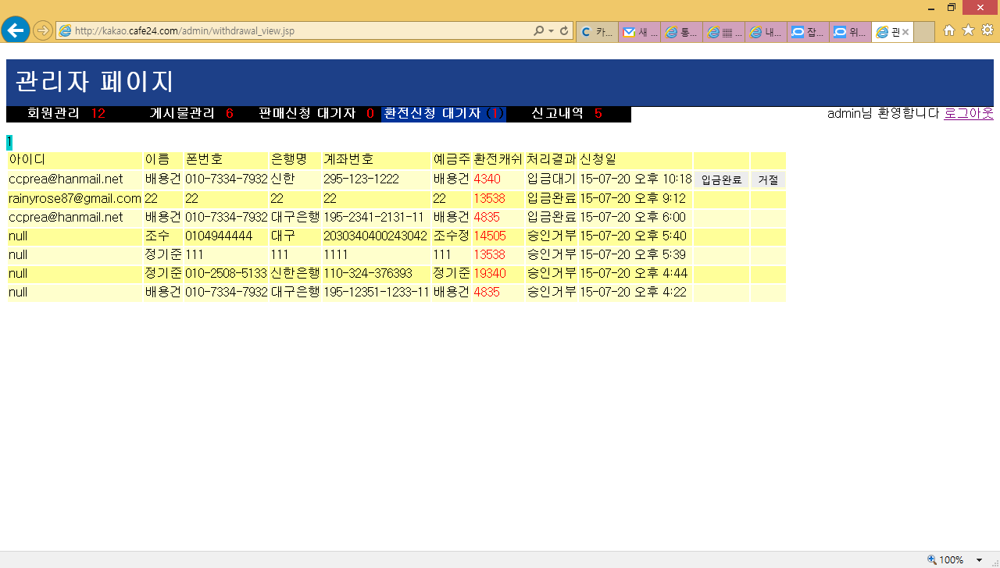 http://kakao.cafe24.com/admin/withdrawal_view.jsp
카... 새 ... 통... ▦ ... 내... 잡... 위... 관
관리자 페이지
회원관리 12 게시물관리 6 판매신청 대기자 0 환전신청 대기자 (1) 신고내역 5 admin님 환영합니다 로그아웃
1
아이디 이름 폰번호 은행명 계좌번호 예금주 환전캐쉬 처리결과 신청일
ccprea@hanmail.net 배용건 010-7334-7932 신한 295-123-1222 배용건 4340 입금대기 15-07-20 오후 10:18 입금완료 거절
rainyrose87@gmail.com 22 22 22 22 22 13538 입금완료 15-07-20 오후 9:12
ccprea@hanmail.net 배용건 010-7334-7932 대구은행 195-2341-2131-11 배용건 4835 입금완료 15-07-20 오후 6:00
null 조수 0104944444 대구 2030340400243042 조수정 14505 승인거부 15-07-20 오후 5:40
null 정기준 111 111 1111 111 13538 승인거부 15-07-20 오후 5:39
null 정기준 010-2508-5133 신한은행 110-324-376393 정기준 19340 승인거부 15-07-20 오후 4:44
null 배용건 010-7334-7932 대구은행 195-12351-1233-11 배용건 4835 승인거부 15-07-20 오후 4:22
100%